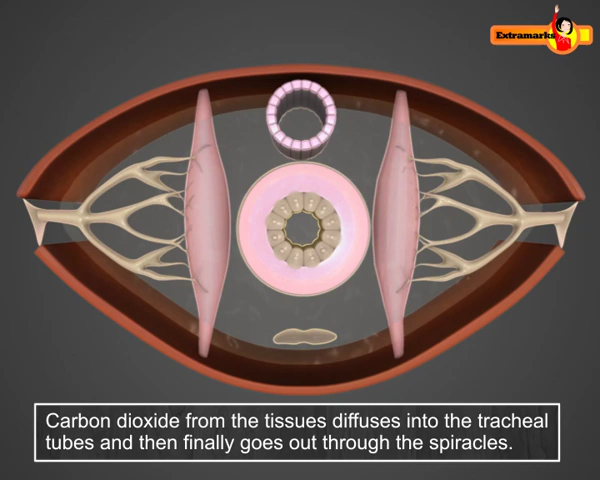 Extramarks
Carbon dioxide from the tissues diffuses into the tracheal
tubes and then finally goes out through the spiracles.